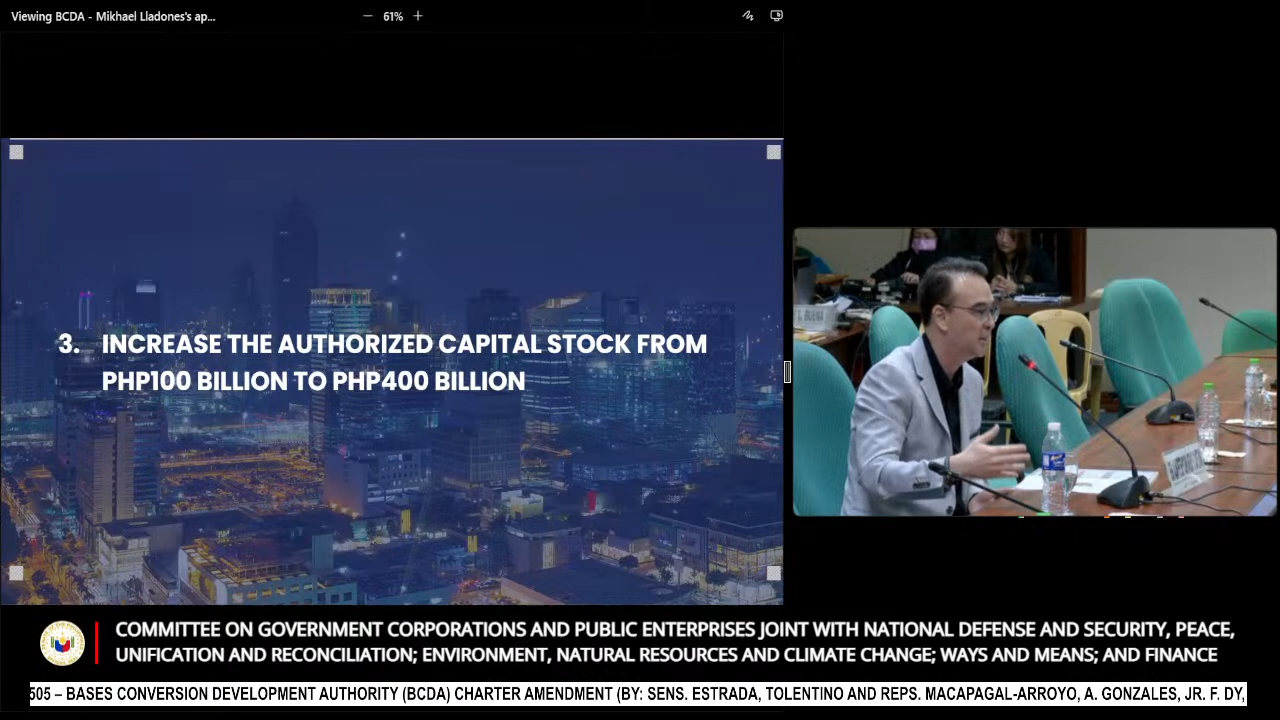 Viewing BCDA - Mikhael Lladones's ap...
61%
3. INCREASE THE AUTHORIZED CAPITAL STOCK FROM
PHP100 BILLION TO PHP400 BILLION
COMMITTEE ON GOVERNMENT CORPORATIONS AND PUBLIC ENTERPRISES JOINT WITH NATIONAL DEFENSE AND SECURITY, PEACE,
UNIFICATION AND RECONCILIATION; ENVIRONMENT, NATURAL RESOURCES AND CLIMATE CHANGE; WAYS AND MEANS; AND FINANCE
505 – BASES CONVERSION DEVELOPMENT AUTHORITY (BCDA) CHARTER AMENDMENT (BY: SENS. ESTRADA, TOLENTINO AND REPS. MACAPAGAL-ARROYO, A. GONZALES, JR. F. DY,